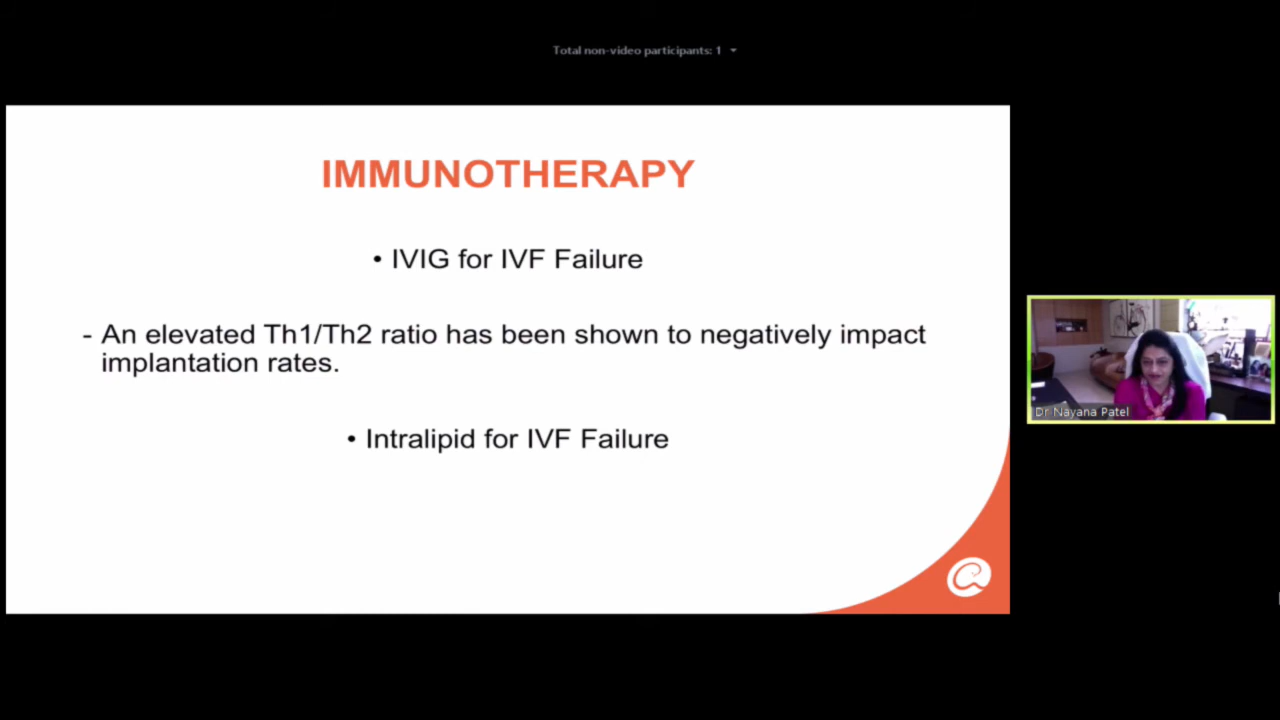 Total non-video participants: 1
IMMUNOTHERAPY
• IVIG for IVF Failure
- An elevated Th1/Th2 ratio has been shown to negatively impact
implantation rates.
• Intralipid for IVF Failure
Dr Nayana Patel